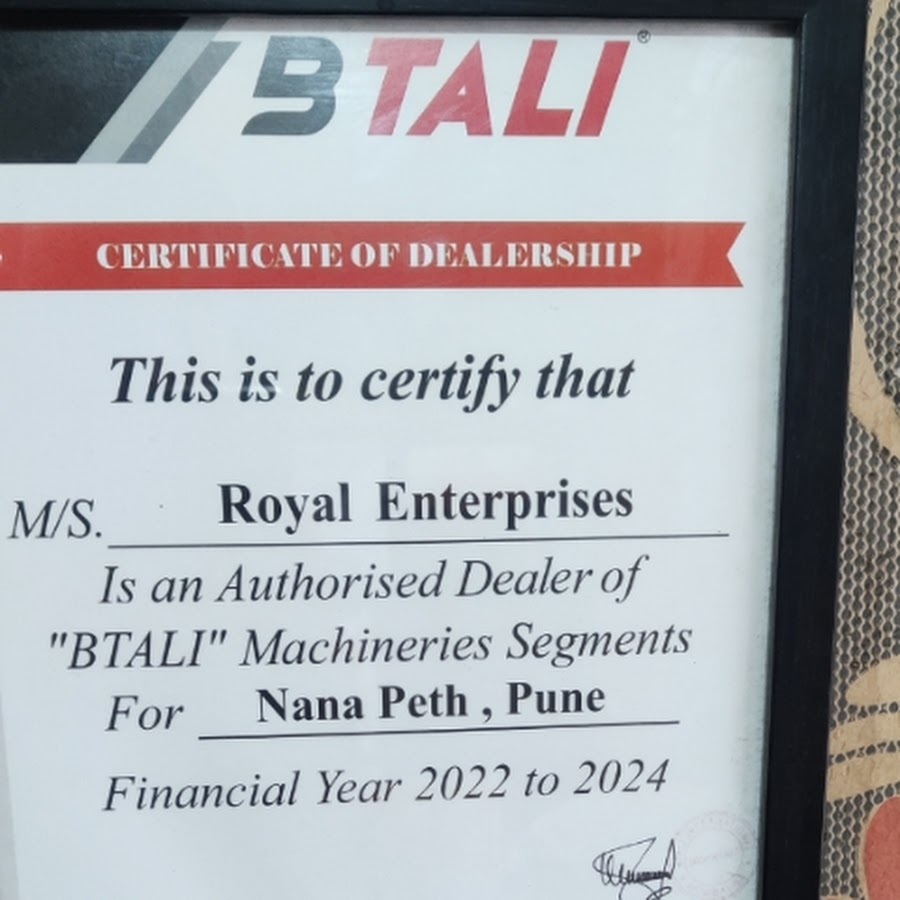 BTALI®
CERTIFICATE OF DEALERSHIP
This is to certify that
M/S. Royal Enterprises
Is an Authorised Dealer of
"BTALI" Machineries Segments
For Nana Peth , Pune
Financial Year 2022 to 2024